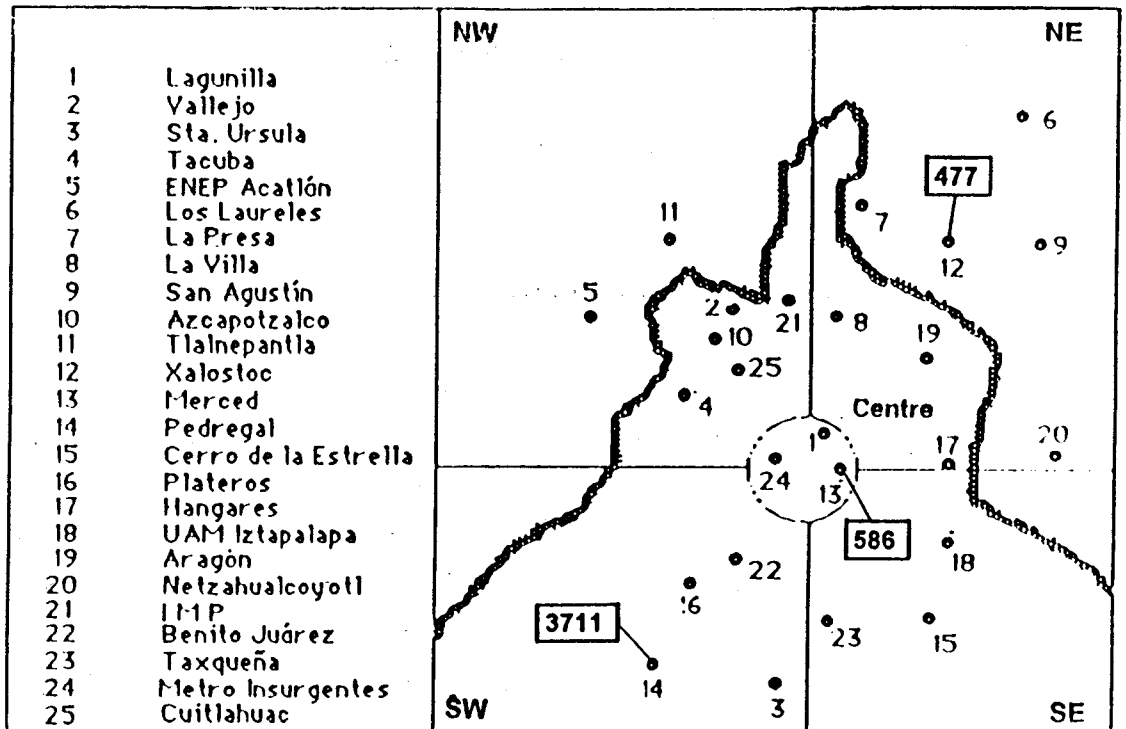 NW
NE
1 Lagunilla
2 Vallejo
3 Sta. Ursula
4 Tacuba
5 ENEP Acatlán
6 Los Laureles
7 La Presa
8 La Villa
9 San Agustín
10 Azcapotzalco
11 Tlalnepantla
12 Xalostoc
13 Merced
14 Pedregal
15 Cerro de la Estrella
16 Plateros
17 Hangares
18 UAM Iztapalapa
19 Aragón
20 Netzahualcoyotl
21 IMP
22 Benito Juárez
23 Taxqueña
24 Metro Insurgentes
25 Cuitlahuac
6
477
7
11
12
9
5
2
21
8
10
19
25
4
Centre
1
17
20
24
13
586
18
22
16
3711
23
15
14
3
SW
SE